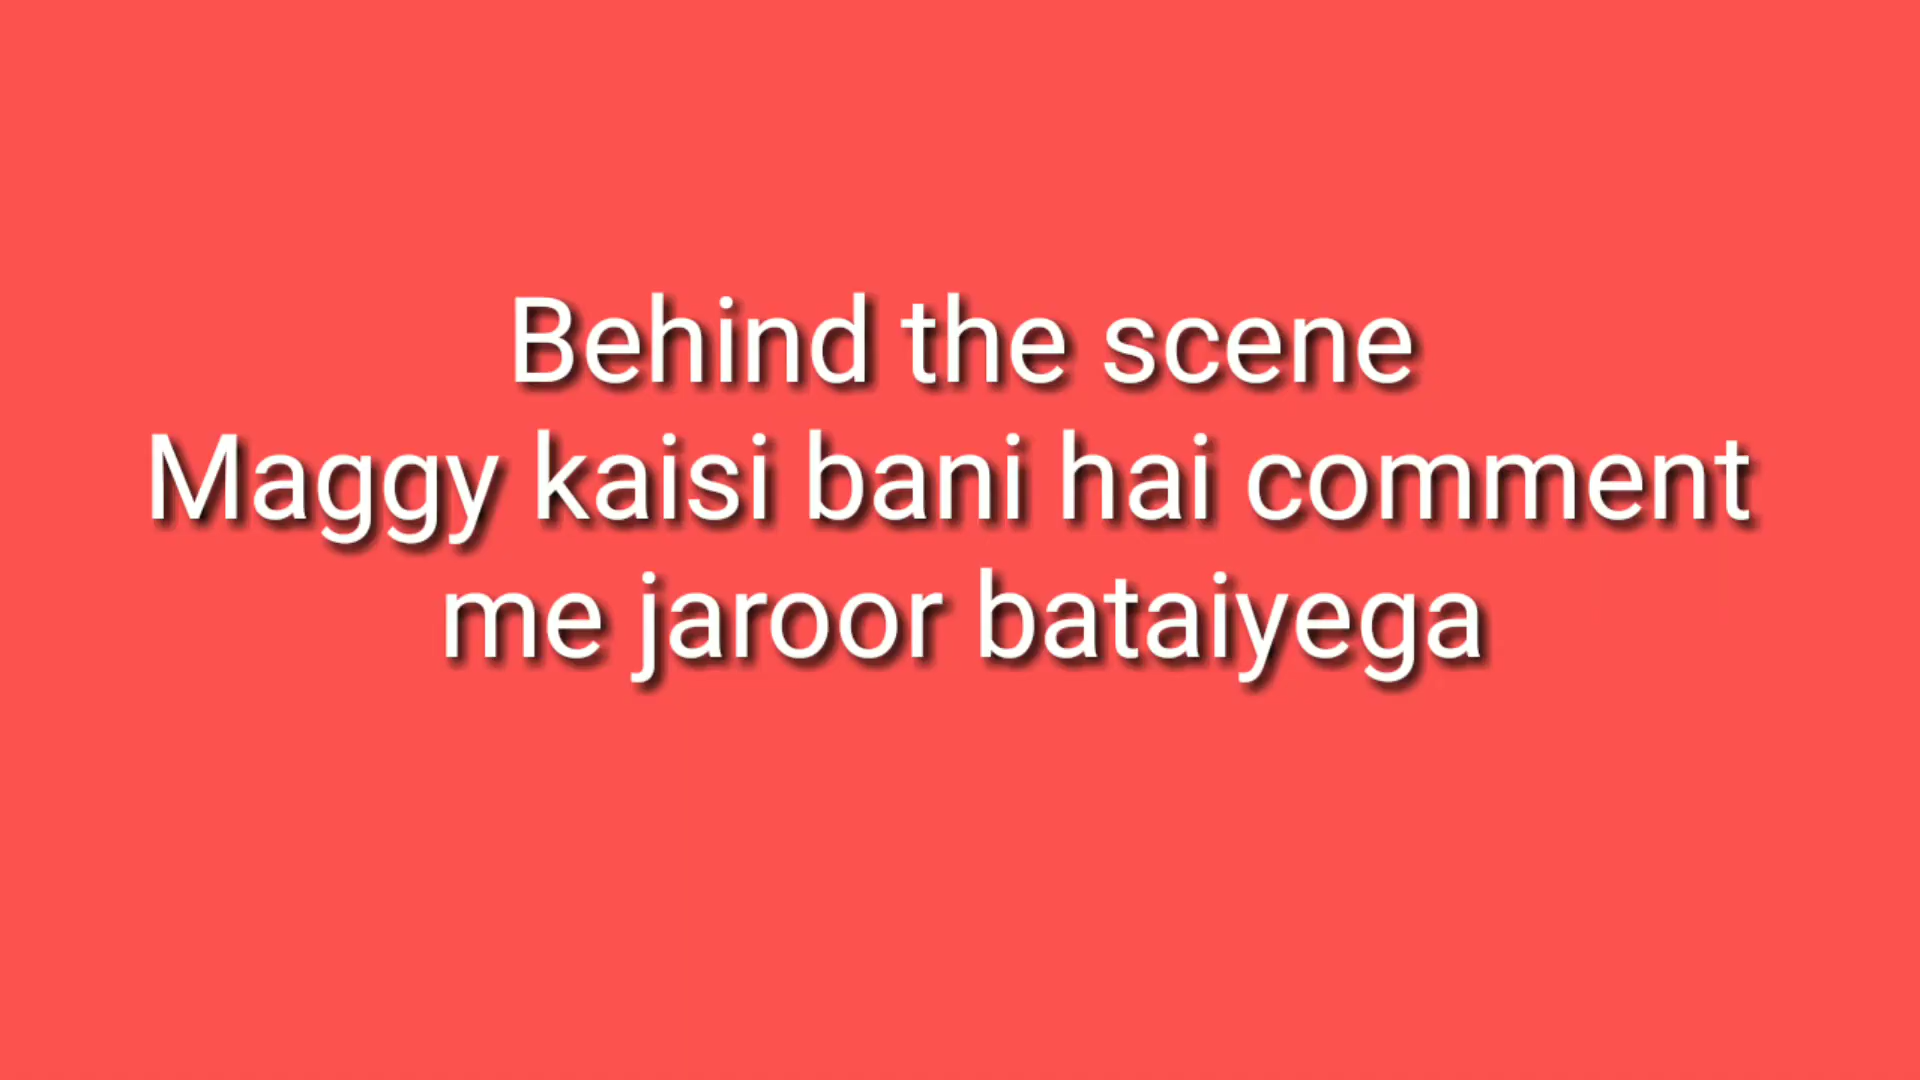 Behind the scene
Maggy kaisi bani hai comment
me jaroor bataiyega